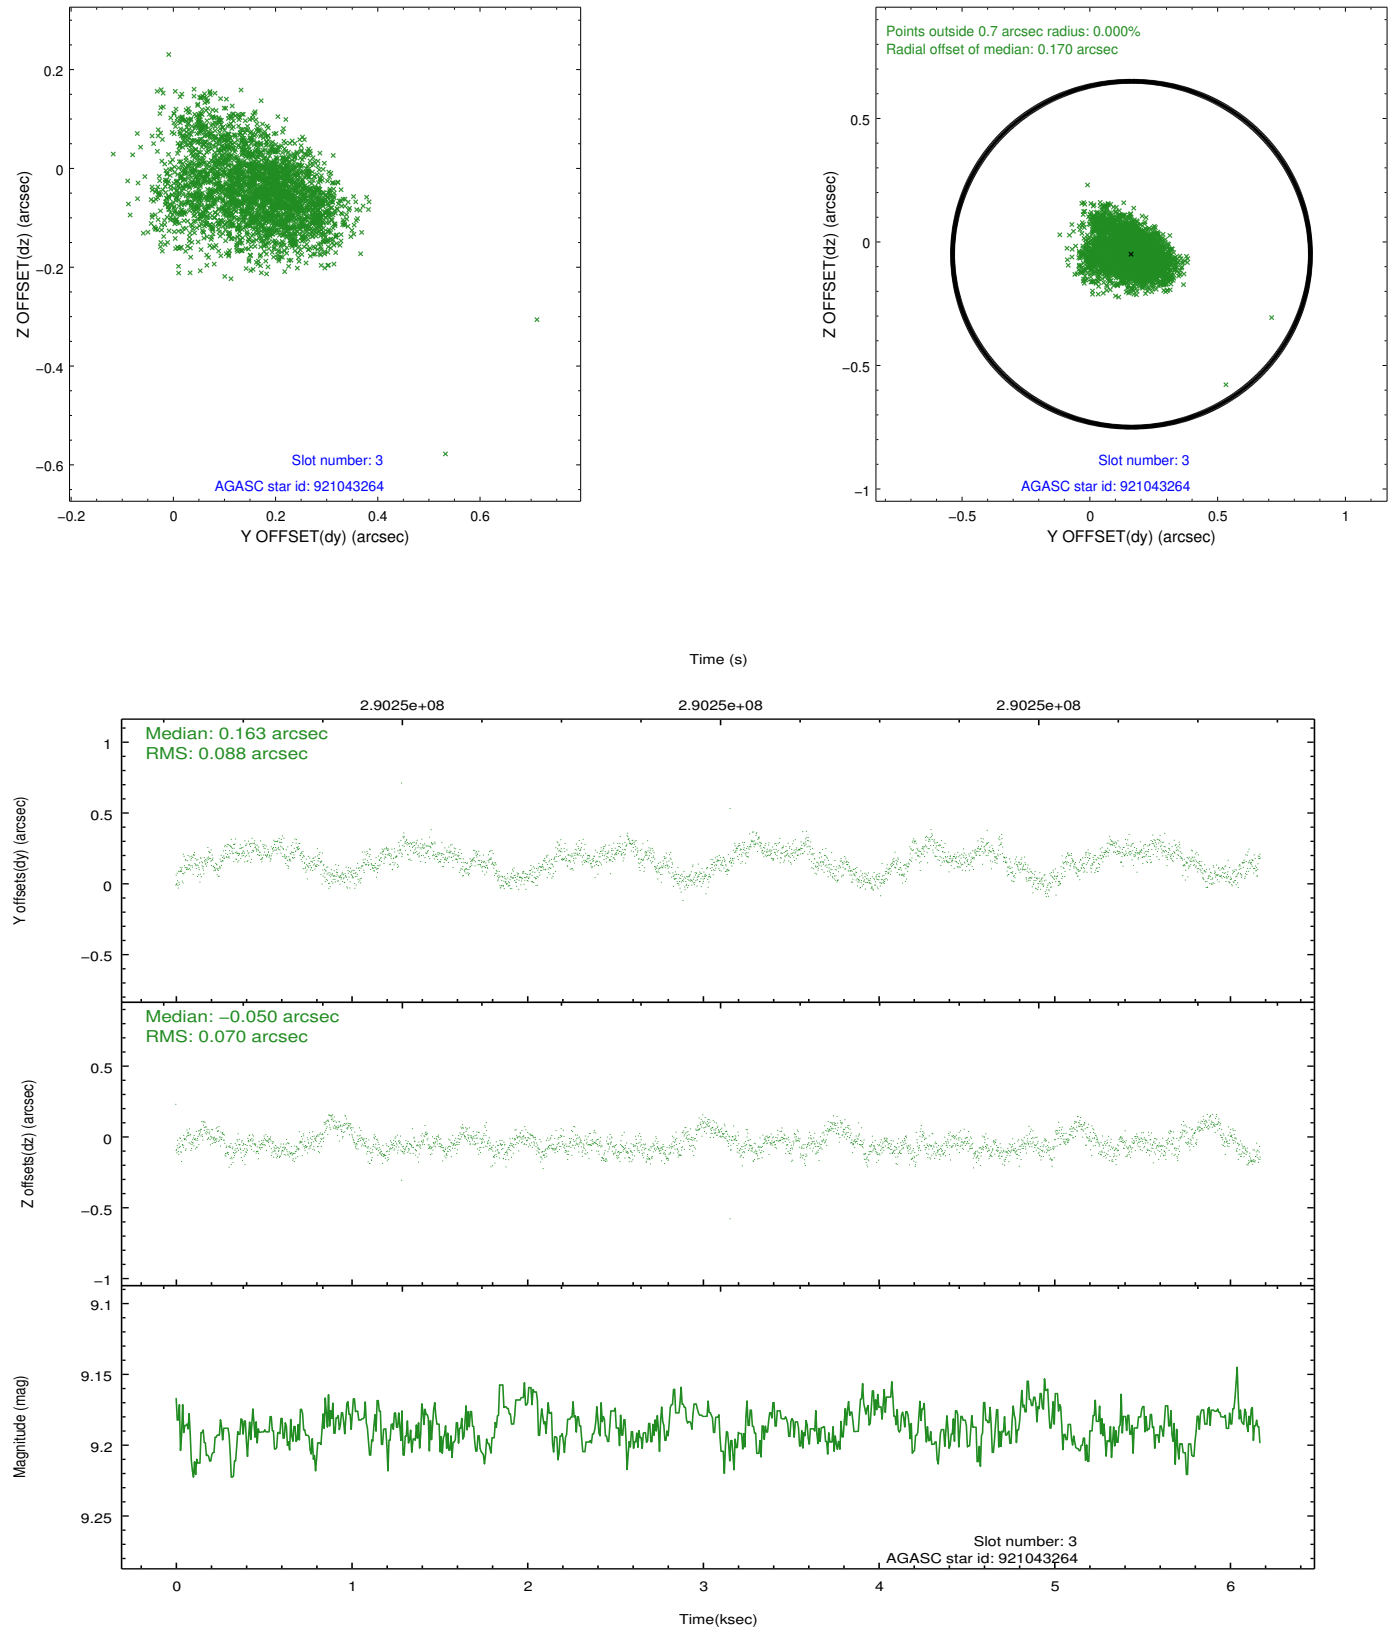 0.2
0
−0.2
−0.4
−0.6
Z OFFSET(dz) (arcsec)
Slot number: 3
AGASC star id: 921043264
−0.2
0
0.2
0.4
0.6
Y OFFSET(dy) (arcsec)
Points outside 0.7 arcsec radius: 0.000%
Radial offset of median: 0.170 arcsec
0.5
0
−0.5
−1
Z OFFSET(dz) (arcsec)
Slot number: 3
AGASC star id: 921043264
−0.5
0
0.5
1
Y OFFSET(dy) (arcsec)
Time (s)
2.9025e+08
2.9025e+08
2.9025e+08
Median: 0.163 arcsec
RMS: 0.088 arcsec
1
0.5
0
−0.5
Y offsets(dy) (arcsec)
Median: −0.050 arcsec
RMS: 0.070 arcsec
0.5
0
−0.5
−1
Z offsets(dz) (arcsec)
9.1
9.15
9.2
9.25
Magnitude (mag)
Slot number: 3
AGASC star id: 921043264
0
1
2
3
4
5
6
Time(ksec)